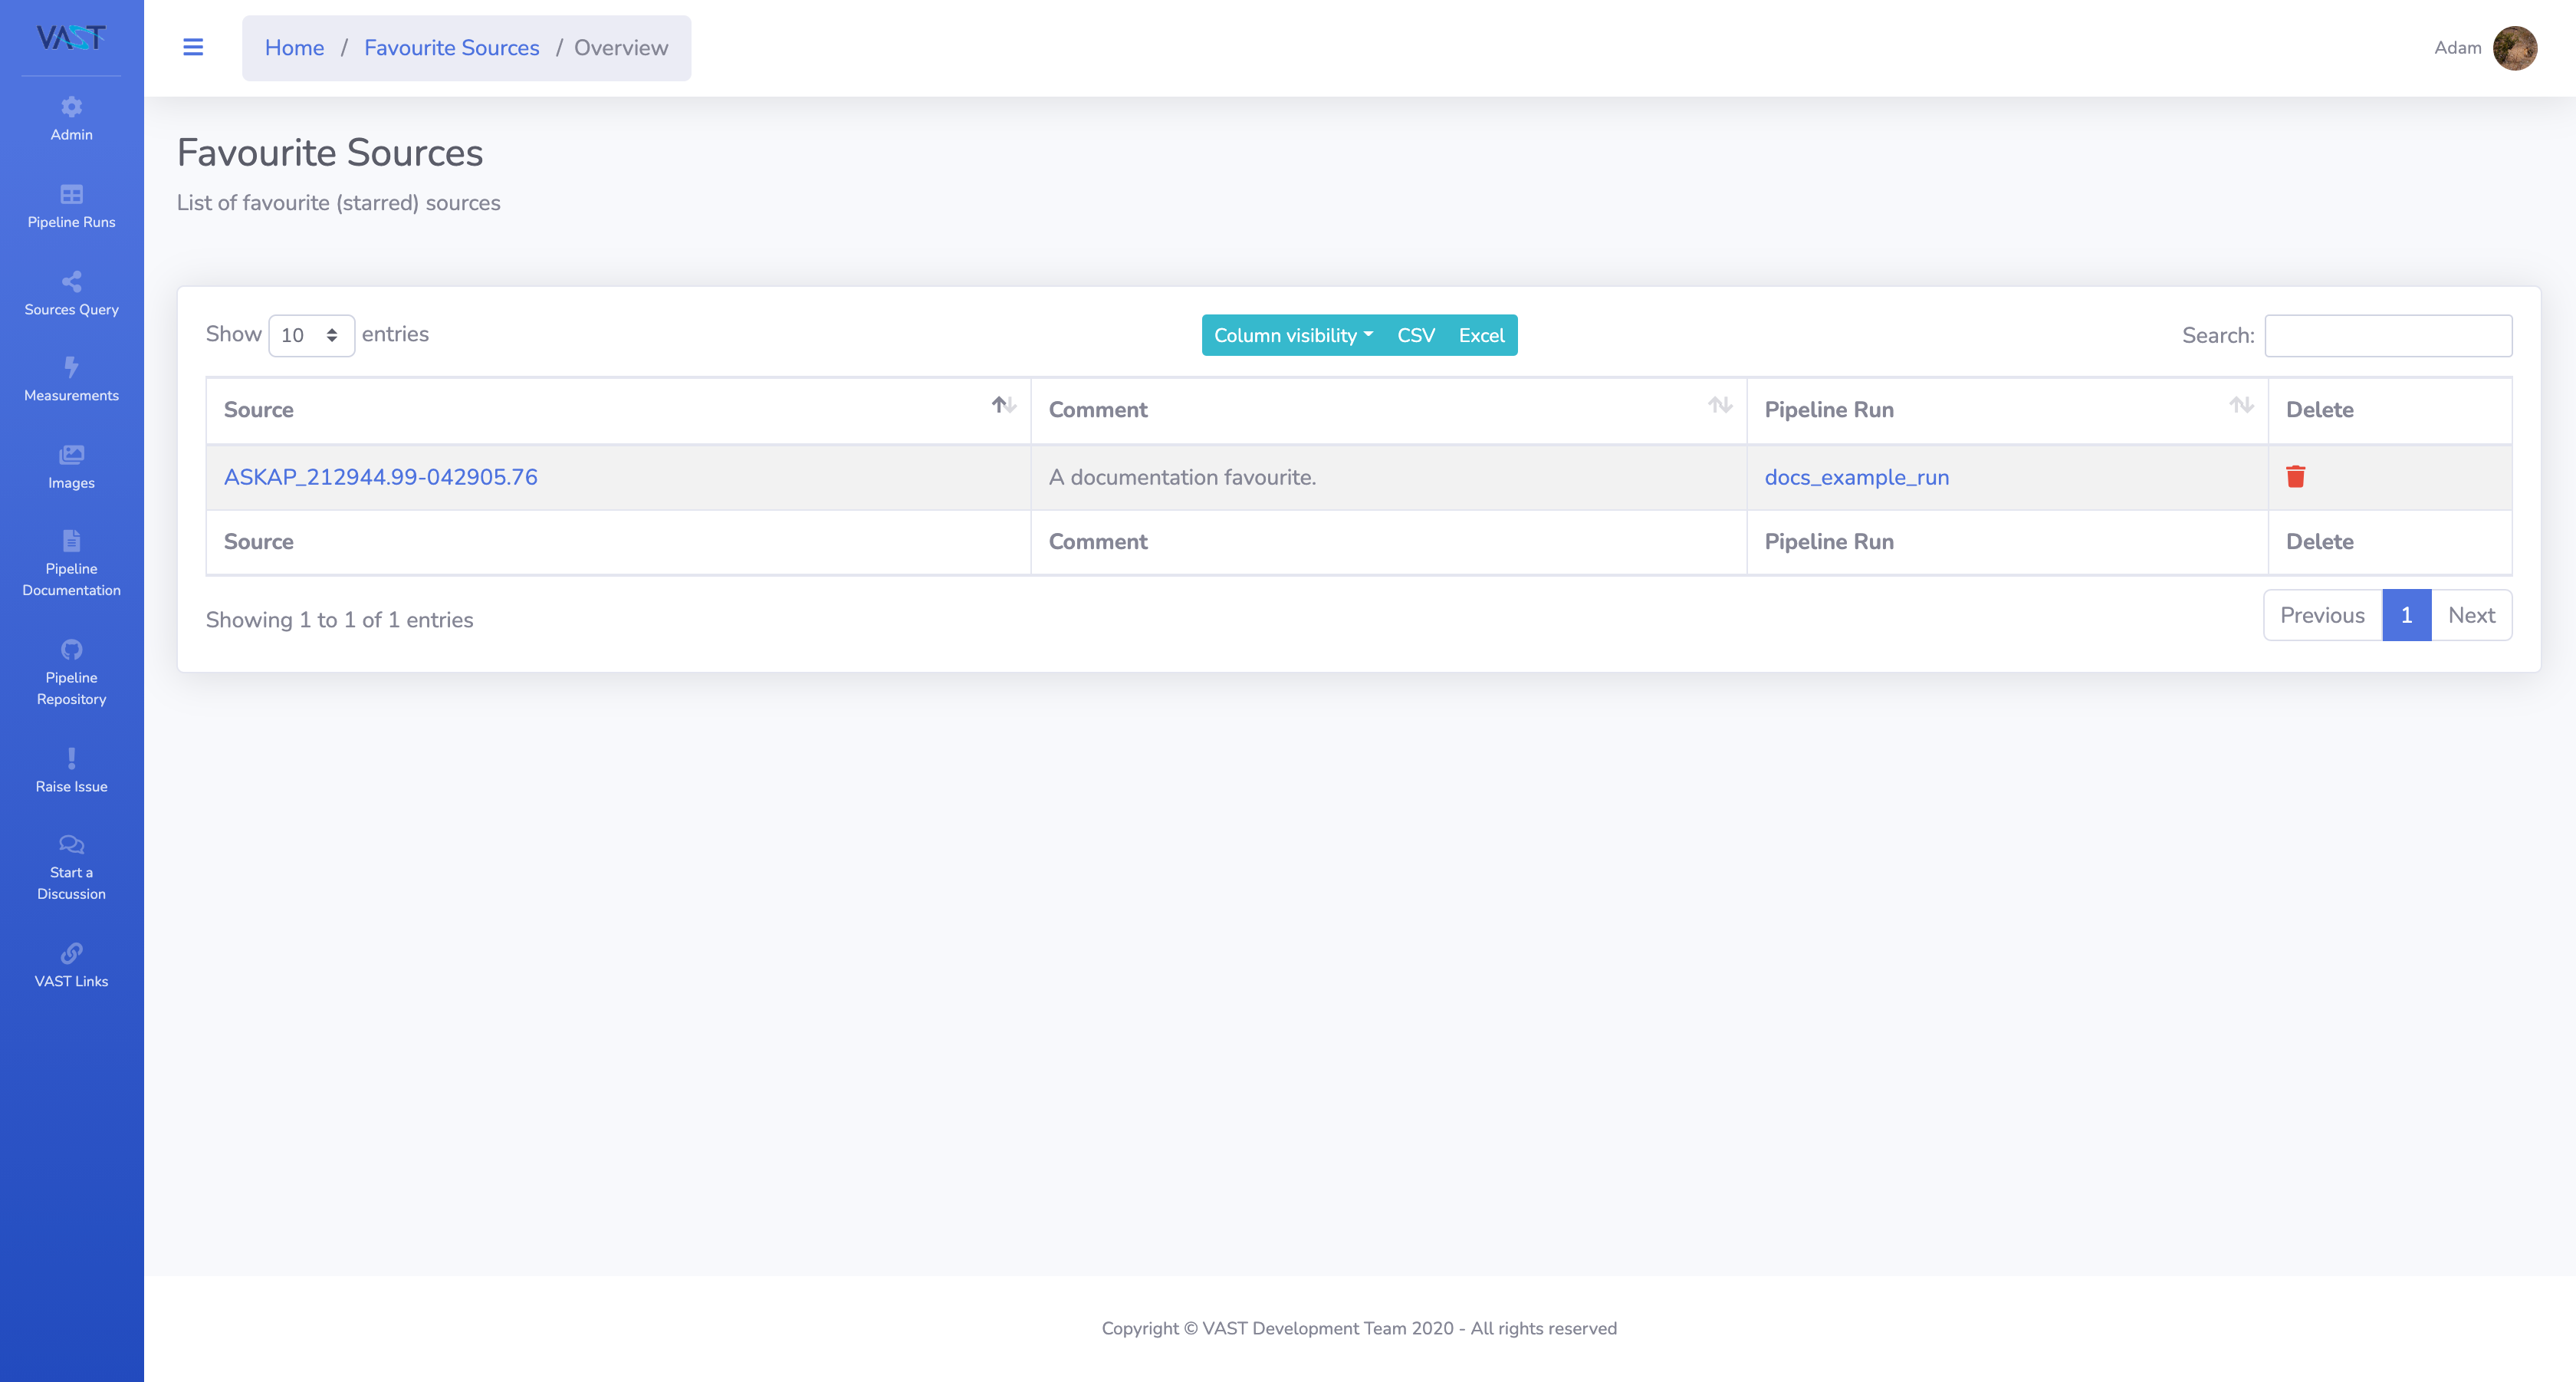 VAST
Admin
Pipeline Runs
Sources Query
Measurements
Images
Pipeline
Documentation
Pipeline
Repository
Raise Issue
Start a
Discussion
VAST Links
Home / Favourite Sources / Overview
Adam
Favourite Sources
List of favourite (starred) sources
Show 10 entries
Column visibility CSV Excel
Search:
Source Comment Pipeline Run Delete
ASKAP_212944.99-042905.76 A documentation favourite. docs_example_run
Source Comment Pipeline Run Delete
Showing 1 to 1 of 1 entries
Previous 1 Next
Copyright © VAST Development Team 2020 - All rights reserved